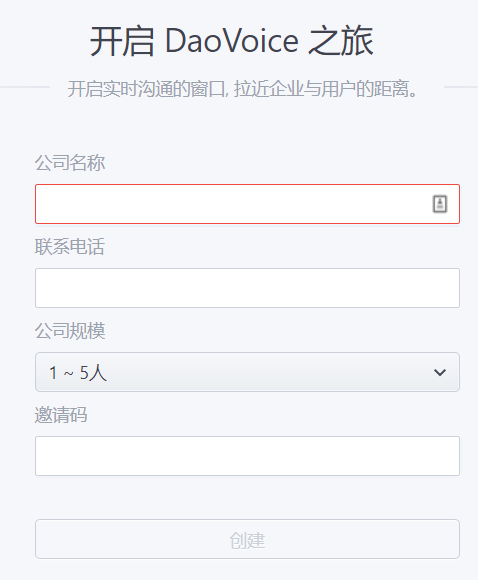 开启 DaoVoice 之旅
开启实时沟通的窗口, 拉近企业与用户的距离。
公司名称
联系电话
公司规模
1 ~ 5人
邀请码
创建